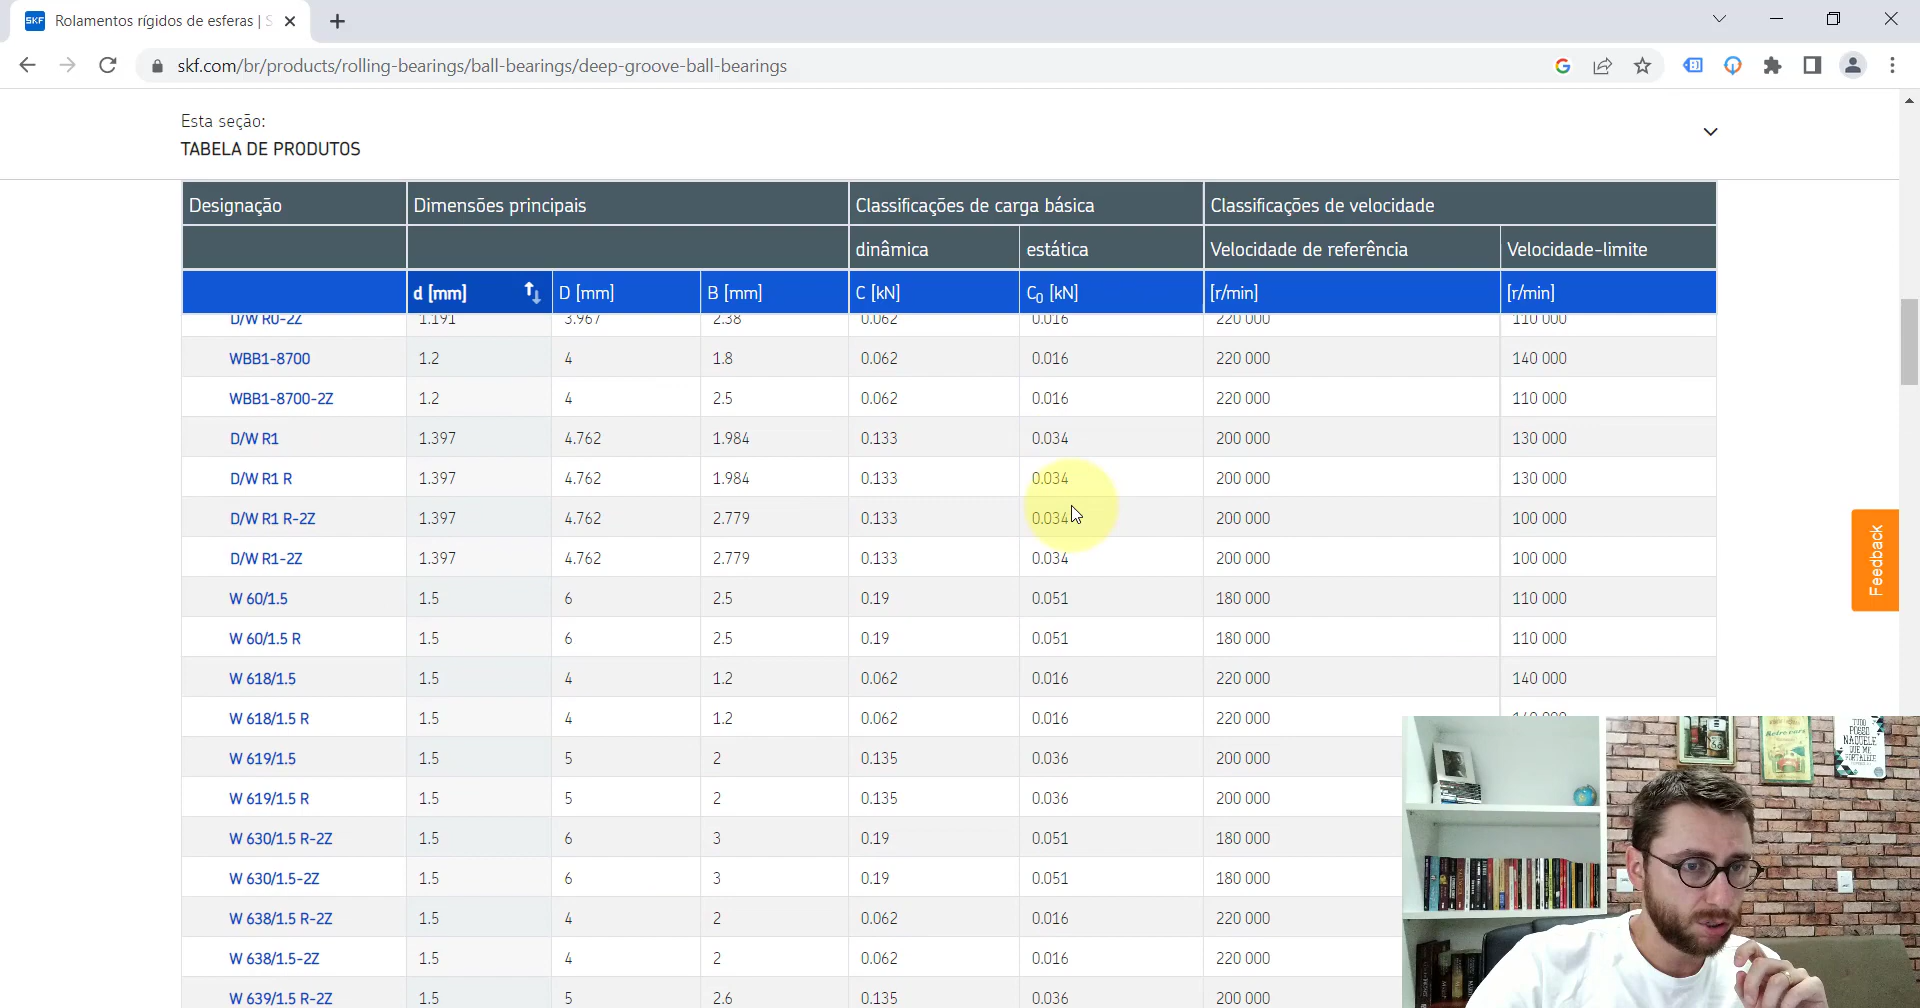 SKF Rolamentos rígidos de esferas | S
skf.com/br/products/rolling-bearings/ball-bearings/deep-groove-ball-bearings
Esta seção:
TABELA DE PRODUTOS
Designação Dimensões principais Classificações de carga básica Classificações de velocidade
dinâmica estática Velocidade de referência Velocidade-limite
d [mm] D [mm] B [mm] C [kN] C0 [kN] [r/min] [r/min]
D/W R0-2Z 1.191 3.967 2.38 0.062 0.016 220 000 110 000
WBB1-8700 1.2 4 1.8 0.062 0.016 220 000 140 000
WBB1-8700-2Z 1.2 4 2.5 0.062 0.016 220 000 110 000
D/W R1 1.397 4.762 1.984 0.133 0.034 200 000 130 000
D/W R1 R 1.397 4.762 1.984 0.133 0.034 200 000 130 000
D/W R1 R-2Z 1.397 4.762 2.779 0.133 0.034 200 000 100 000
D/W R1-2Z 1.397 4.762 2.779 0.133 0.034 200 000 100 000
W 60/1.5 1.5 6 2.5 0.19 0.051 180 000 110 000
W 60/1.5 R 1.5 6 2.5 0.19 0.051 180 000 110 000
W 618/1.5 1.5 4 1.2 0.062 0.016 220 000 140 000
W 618/1.5 R 1.5 4 1.2 0.062 0.016 220 000 140 000
W 619/1.5 1.5 5 2 0.135 0.036 200 000
W 619/1.5 R 1.5 5 2 0.135 0.036 200 000
W 630/1.5 R-2Z 1.5 6 3 0.19 0.051 180 000
W 630/1.5-2Z 1.5 6 3 0.19 0.051 180 000
W 638/1.5 R-2Z 1.5 4 2 0.062 0.016 220 000
W 638/1.5-2Z 1.5 4 2 0.062 0.016 220 000
W 639/1.5 R-2Z 1.5 5 2.6 0.135 0.036 200 000
Feedback
Retro cars
TUDO
POSSO
NAQUELE
QUE ME
FORTALECE